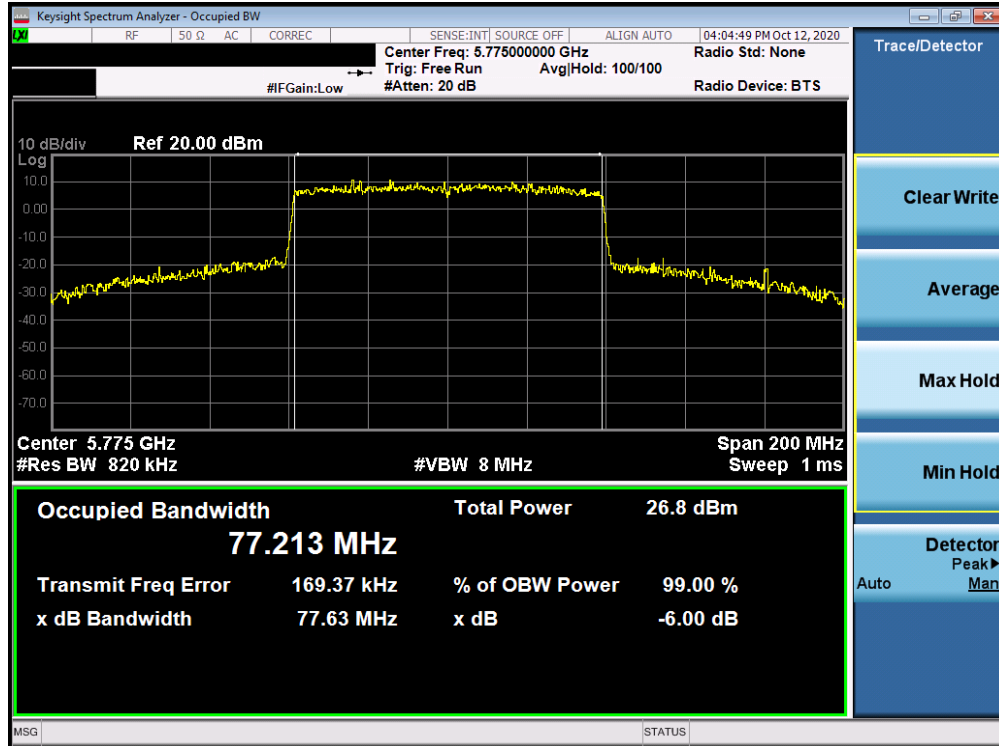 Keysight Spectrum Analyzer - Occupied BW
LXI RF 50 Ω AC CORREC SENSE:INT SOURCE OFF ALIGN AUTO 04:04:49 PM Oct 12, 2020
Center Freq: 5.775000000 GHz Radio Std: None
Trig: Free Run Avg|Hold: 100/100
#IFGain:Low #Atten: 20 dB Radio Device: BTS
10 dB/div Ref 20.00 dBm
Log
10.0
0.00
-10.0
-20.0
-30.0
-40.0
-50.0
-60.0
-70.0
Center 5.775 GHz Span 200 MHz
#Res BW 820 kHz #VBW 8 MHz Sweep 1 ms
Occupied Bandwidth Total Power 26.8 dBm
77.213 MHz
Transmit Freq Error 169.37 kHz % of OBW Power 99.00 %
x dB Bandwidth 77.63 MHz x dB -6.00 dB
MSG STATUS
Trace/Detector
Clear Write
Average
Max Hold
Min Hold
Detector
Peak▶
Auto Man